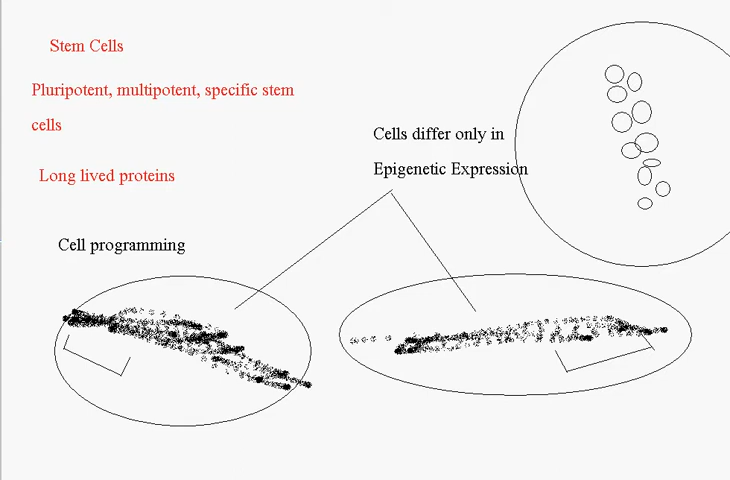 Stem Cells
Pluripotent, multipotent, specific stem
cells
Long lived proteins
Cells differ only in
Epigenetic Expression
Cell programming